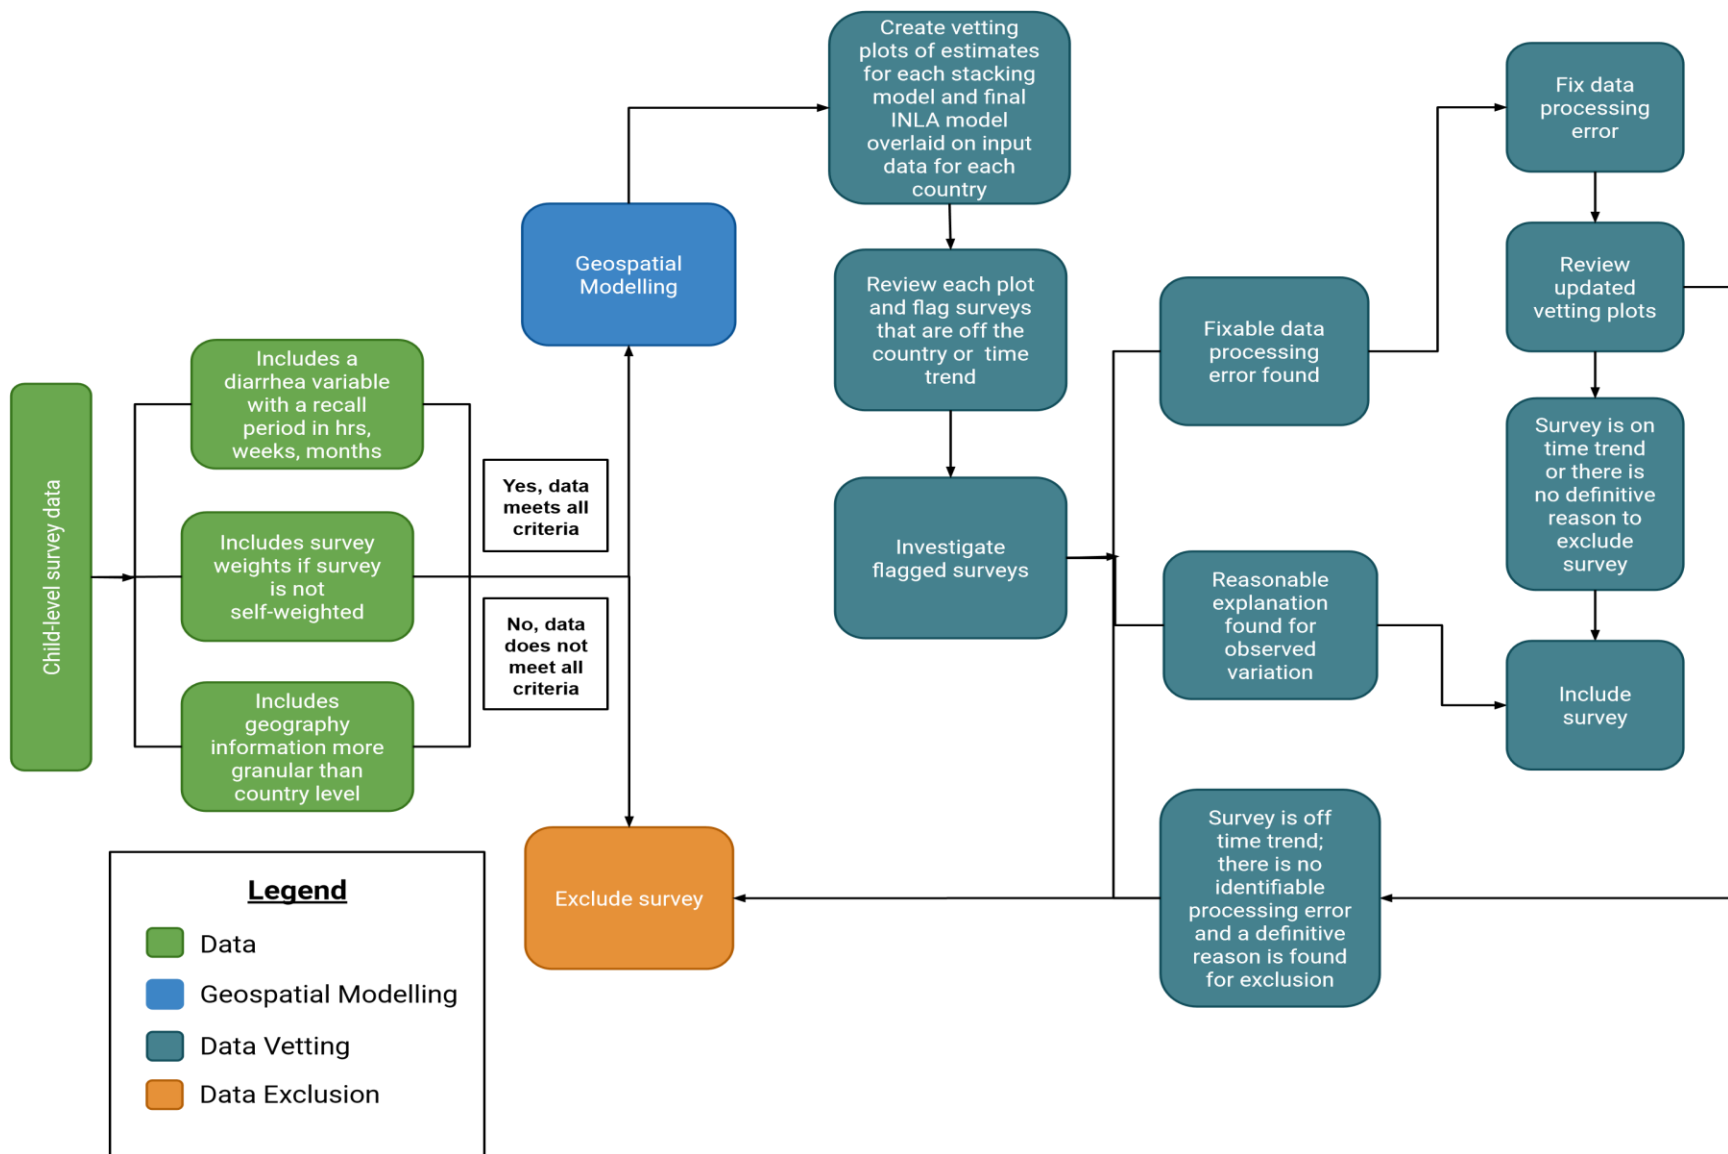 Child-level survey data
Includes a
diarrhea variable
with a recall
period in hrs,
weeks, months
Includes survey
weights if survey
is not
self-weighted
Includes
geography
information more
granular than
country level
Yes, data
meets all
criteria
No, data
does not
meet all
criteria
Geospatial
Modelling
Exclude survey
Create vetting
plots of estimates
for each stacking
model and final
INLA model
overlaid on input
data for each
country
Review each plot
and flag surveys
that are off the
country or time
trend
Investigate
flagged surveys
Fixable data
processing
error found
Reasonable
explanation
found for
observed
variation
Survey is off
time trend;
there is no
identifiable
processing error
and a definitive
reason is found
for exclusion
Fix data
processing
error
Review
updated
vetting plots
Survey is on
time trend
or there is
no definitive
reason to
exclude
survey
Include
survey
Legend
Data
Geospatial Modelling
Data Vetting
Data Exclusion